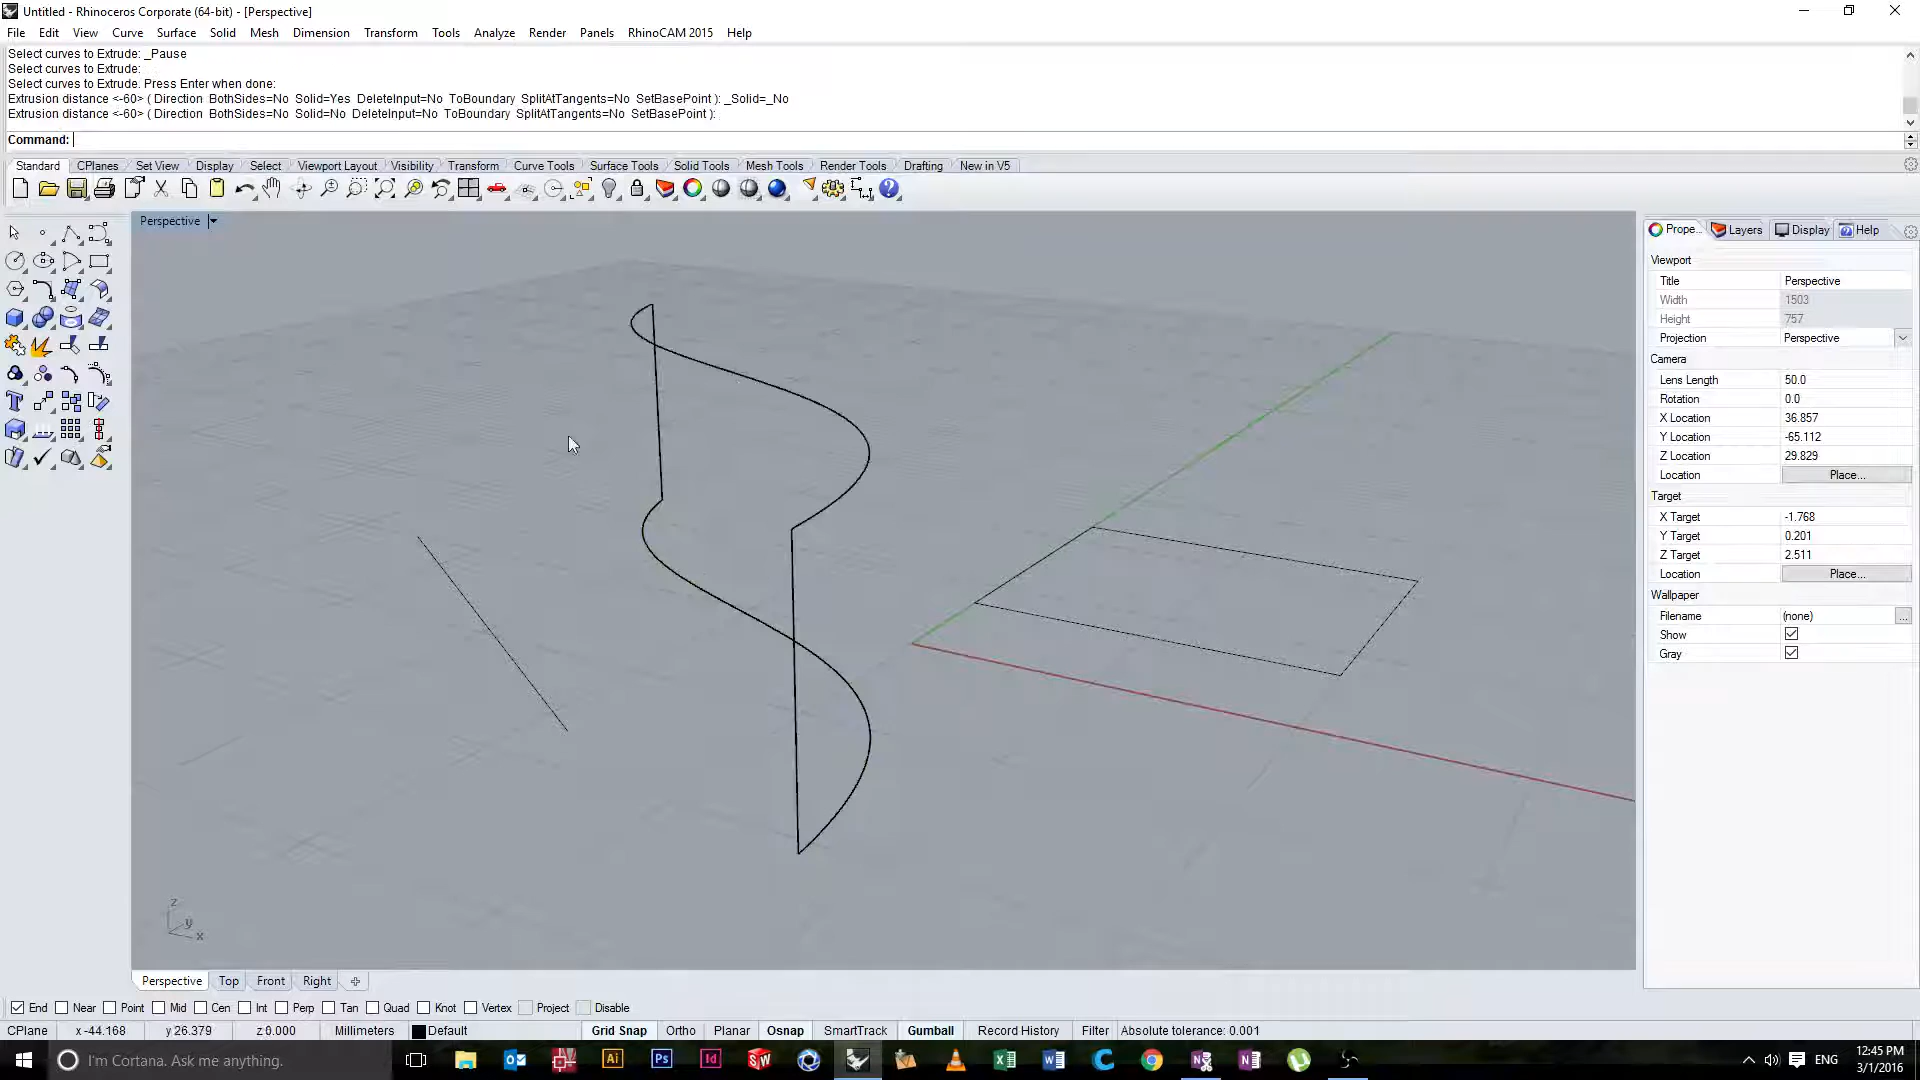 Untitled - Rhinoceros Corporate (64-bit) - [Perspective]
File Edit View Curve Surface Solid Mesh Dimension Transform Tools Analyze Render Panels RhinoCAM 2015 Help
Select curves to Extrude: _Pause
Select curves to Extrude:
Select curves to Extrude. Press Enter when done:
Extrusion distance <-60> ( Direction BothSides=No Solid=Yes DeleteInput=No ToBoundary SplitAtTangents=No SetBasePoint ): _Solid=_No
Extrusion distance <-60> ( Direction BothSides=No Solid=No DeleteInput=No ToBoundary SplitAtTangents=No SetBasePoint ):
Command:
Standard CPlanes Set View Display Select Viewport Layout Visibility Transform Curve Tools Surface Tools Solid Tools Mesh Tools Render Tools Drafting New in V5
Perspective
Prope... Layers Display Help
Viewport
Title Perspective
Width 1503
Height 757
Projection Perspective
Camera
Lens Length 50.0
Rotation 0.0
X Location 36.857
Y Location -65.112
Z Location 29.829
Location Place...
Target
X Target -1.768
Y Target 0.201
Z Target 2.511
Location Place...
Wallpaper
Filename (none) ...
Show
Gray
z
y
x
Perspective Top Front Right
End Near Point Mid Cen Int Perp Tan Quad Knot Vertex Project Disable
CPlane x -44.168 y 26.379 z 0.000 Millimeters Default Grid Snap Ortho Planar Osnap SmartTrack Gumball Record History Filter Absolute tolerance: 0.001
I'm Cortana. Ask me anything. Ai Ps Id SW ENG 12:45 PM
3/1/2016